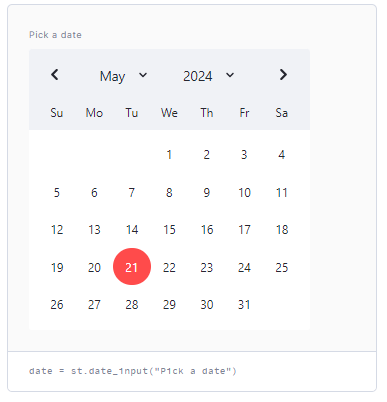 Pick a date
May 2024
Su Mo Tu We Th Fr Sa
1 2 3 4
5 6 7 8 9 10 11
12 13 14 15 16 17 18
19 20 21 22 23 24 25
26 27 28 29 30 31
date = st.date_input("Pick a date")